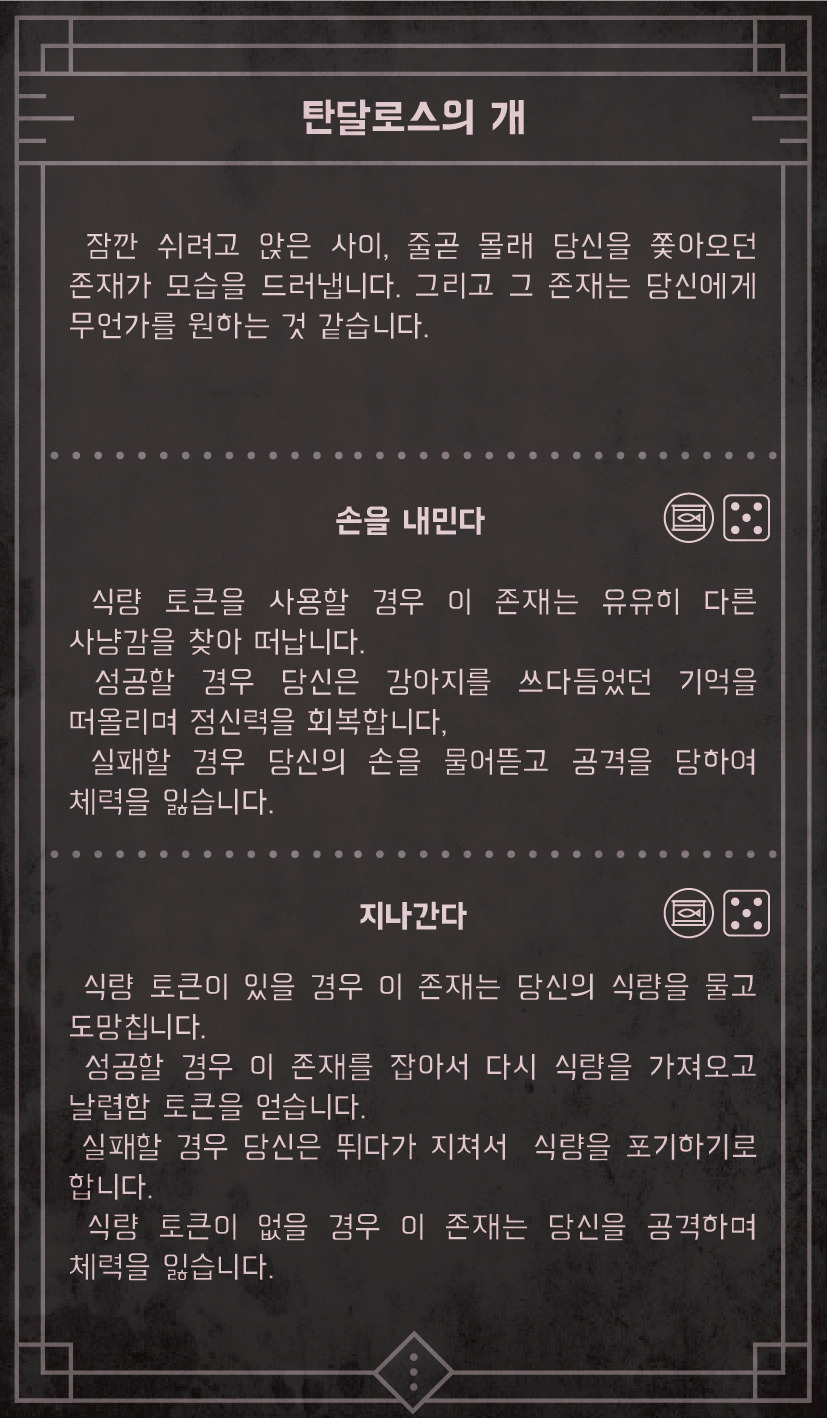 탄달로스의 개
잠깐 쉬려고 앉은 사이, 줄곧 몰래 당신을 쫓아오던
존재가 모습을 드러냅니다. 그리고 그 존재는 당신에게
무언가를 원하는 것 같습니다.
손을 내민다
식량 토큰을 사용할 경우 이 존재는 유유히 다른
사냥감을 찾아 떠납니다.
성공할 경우 당신은 강아지를 쓰다듬었던 기억을
떠올리며 정신력을 회복합니다,
실패할 경우 당신의 손을 물어뜯고 공격을 당하여
체력을 잃습니다.
지나간다
식량 토큰이 있을 경우 이 존재는 당신의 식량을 물고
도망칩니다.
성공할 경우 이 존재를 잡아서 다시 식량을 가져오고
날렵함 토큰을 얻습니다.
실패할 경우 당신은 뛰다가 지쳐서 식량을 포기하기로
합니다.
식량 토큰이 없을 경우 이 존재는 당신을 공격하며
체력을 잃습니다.